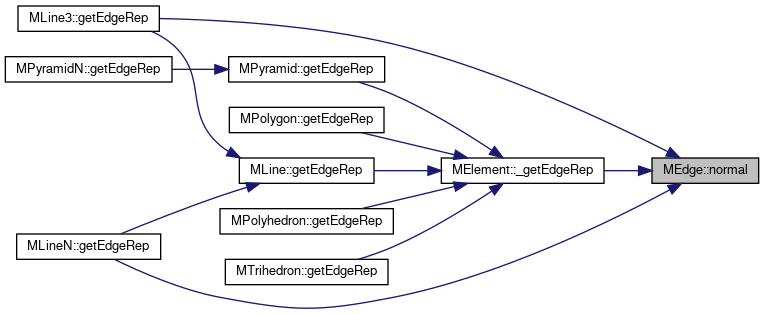 MLine3::getEdgeRep
MPyramidN::getEdgeRep
MPyramid::getEdgeRep
MPolygon::getEdgeRep
MLine::getEdgeRep
MElement::_getEdgeRep
MEdge::normal
MPolyhedron::getEdgeRep
MLineN::getEdgeRep
MTrihedron::getEdgeRep